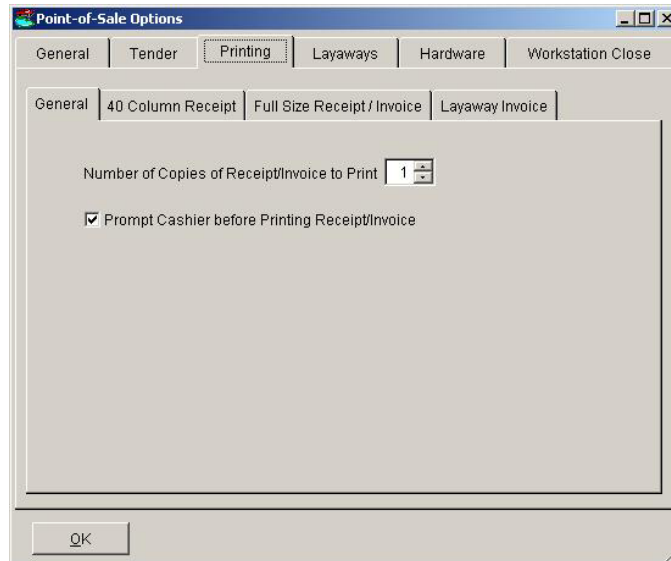 Point-of-Sale Options
General Tender Printing Layaways Hardware Workstation Close
General 40 Column Receipt Full Size Receipt / Invoice Layaway Invoice
Number of Copies of Receipt/Invoice to Print 1
Prompt Cashier before Printing Receipt/Invoice
OK